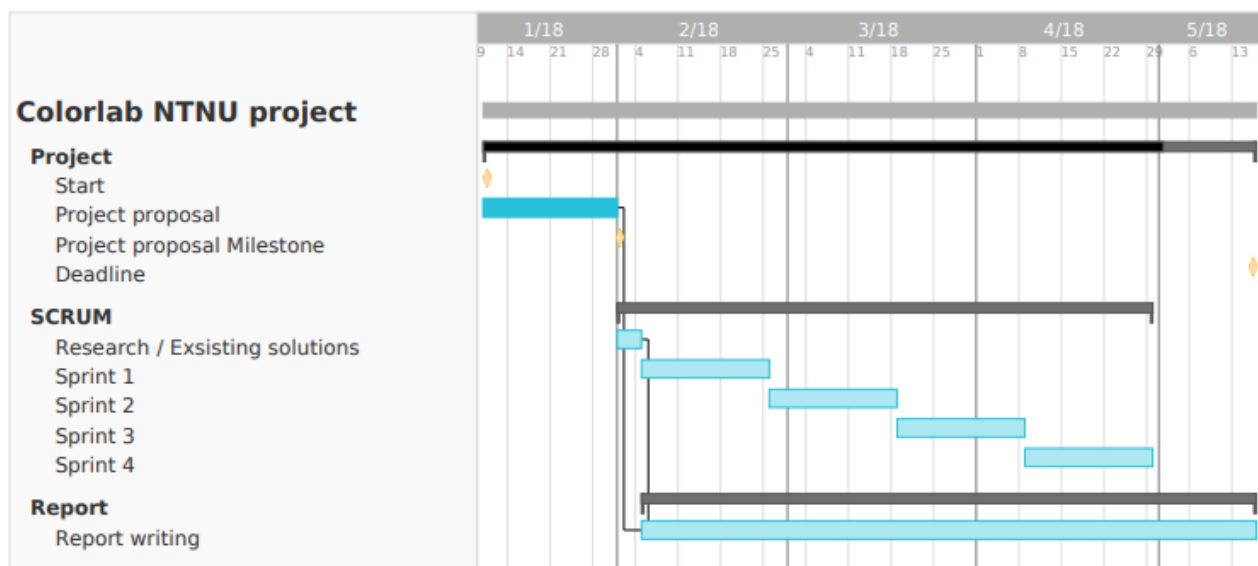 1/18 2/18 3/18 4/18 5/18
9 14 21 28 4 11 18 25 4 11 18 25 1 8 15 22 29 6 13
Colorlab NTNU project
Project
Start
Project proposal
Project proposal Milestone
Deadline
SCRUM
Research / Exsisting solutions
Sprint 1
Sprint 2
Sprint 3
Sprint 4
Report
Report writing